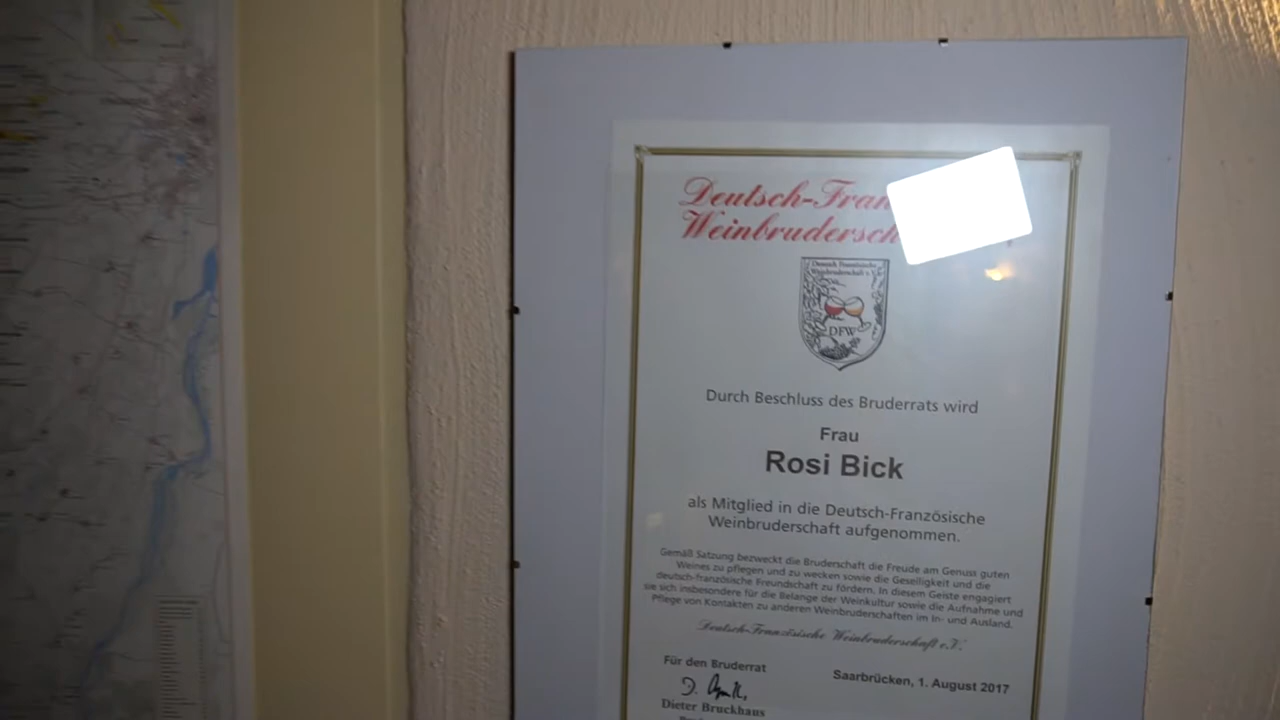 Deutsch-Fran
Weinbrudersch
Deutsch Französische
Weinbruderschaft e.V.
DFW
Durch Beschluss des Bruderrats wird
Frau
Rosi Bick
als Mitglied in die Deutsch-Französische
Weinbruderschaft aufgenommen.
Gemäß Satzung bezweckt die Bruderschaft die Freude am Genuss guten
Weines zu pflegen und zu wecken sowie die Geselligkeit und die
deutsch-französische Freundschaft zu fördern. In diesem Geiste engagiert
sie sich insbesondere für die Belange der Weinkultur sowie die Aufnahme und
Pflege von Kontakten zu anderen Weinbruderschaften im In- und Ausland.
Deutsch-Französische Weinbruderschaft e.V.
Für den Bruderrat
Saarbrücken, 1. August 2017
Dieter Bruckhaus